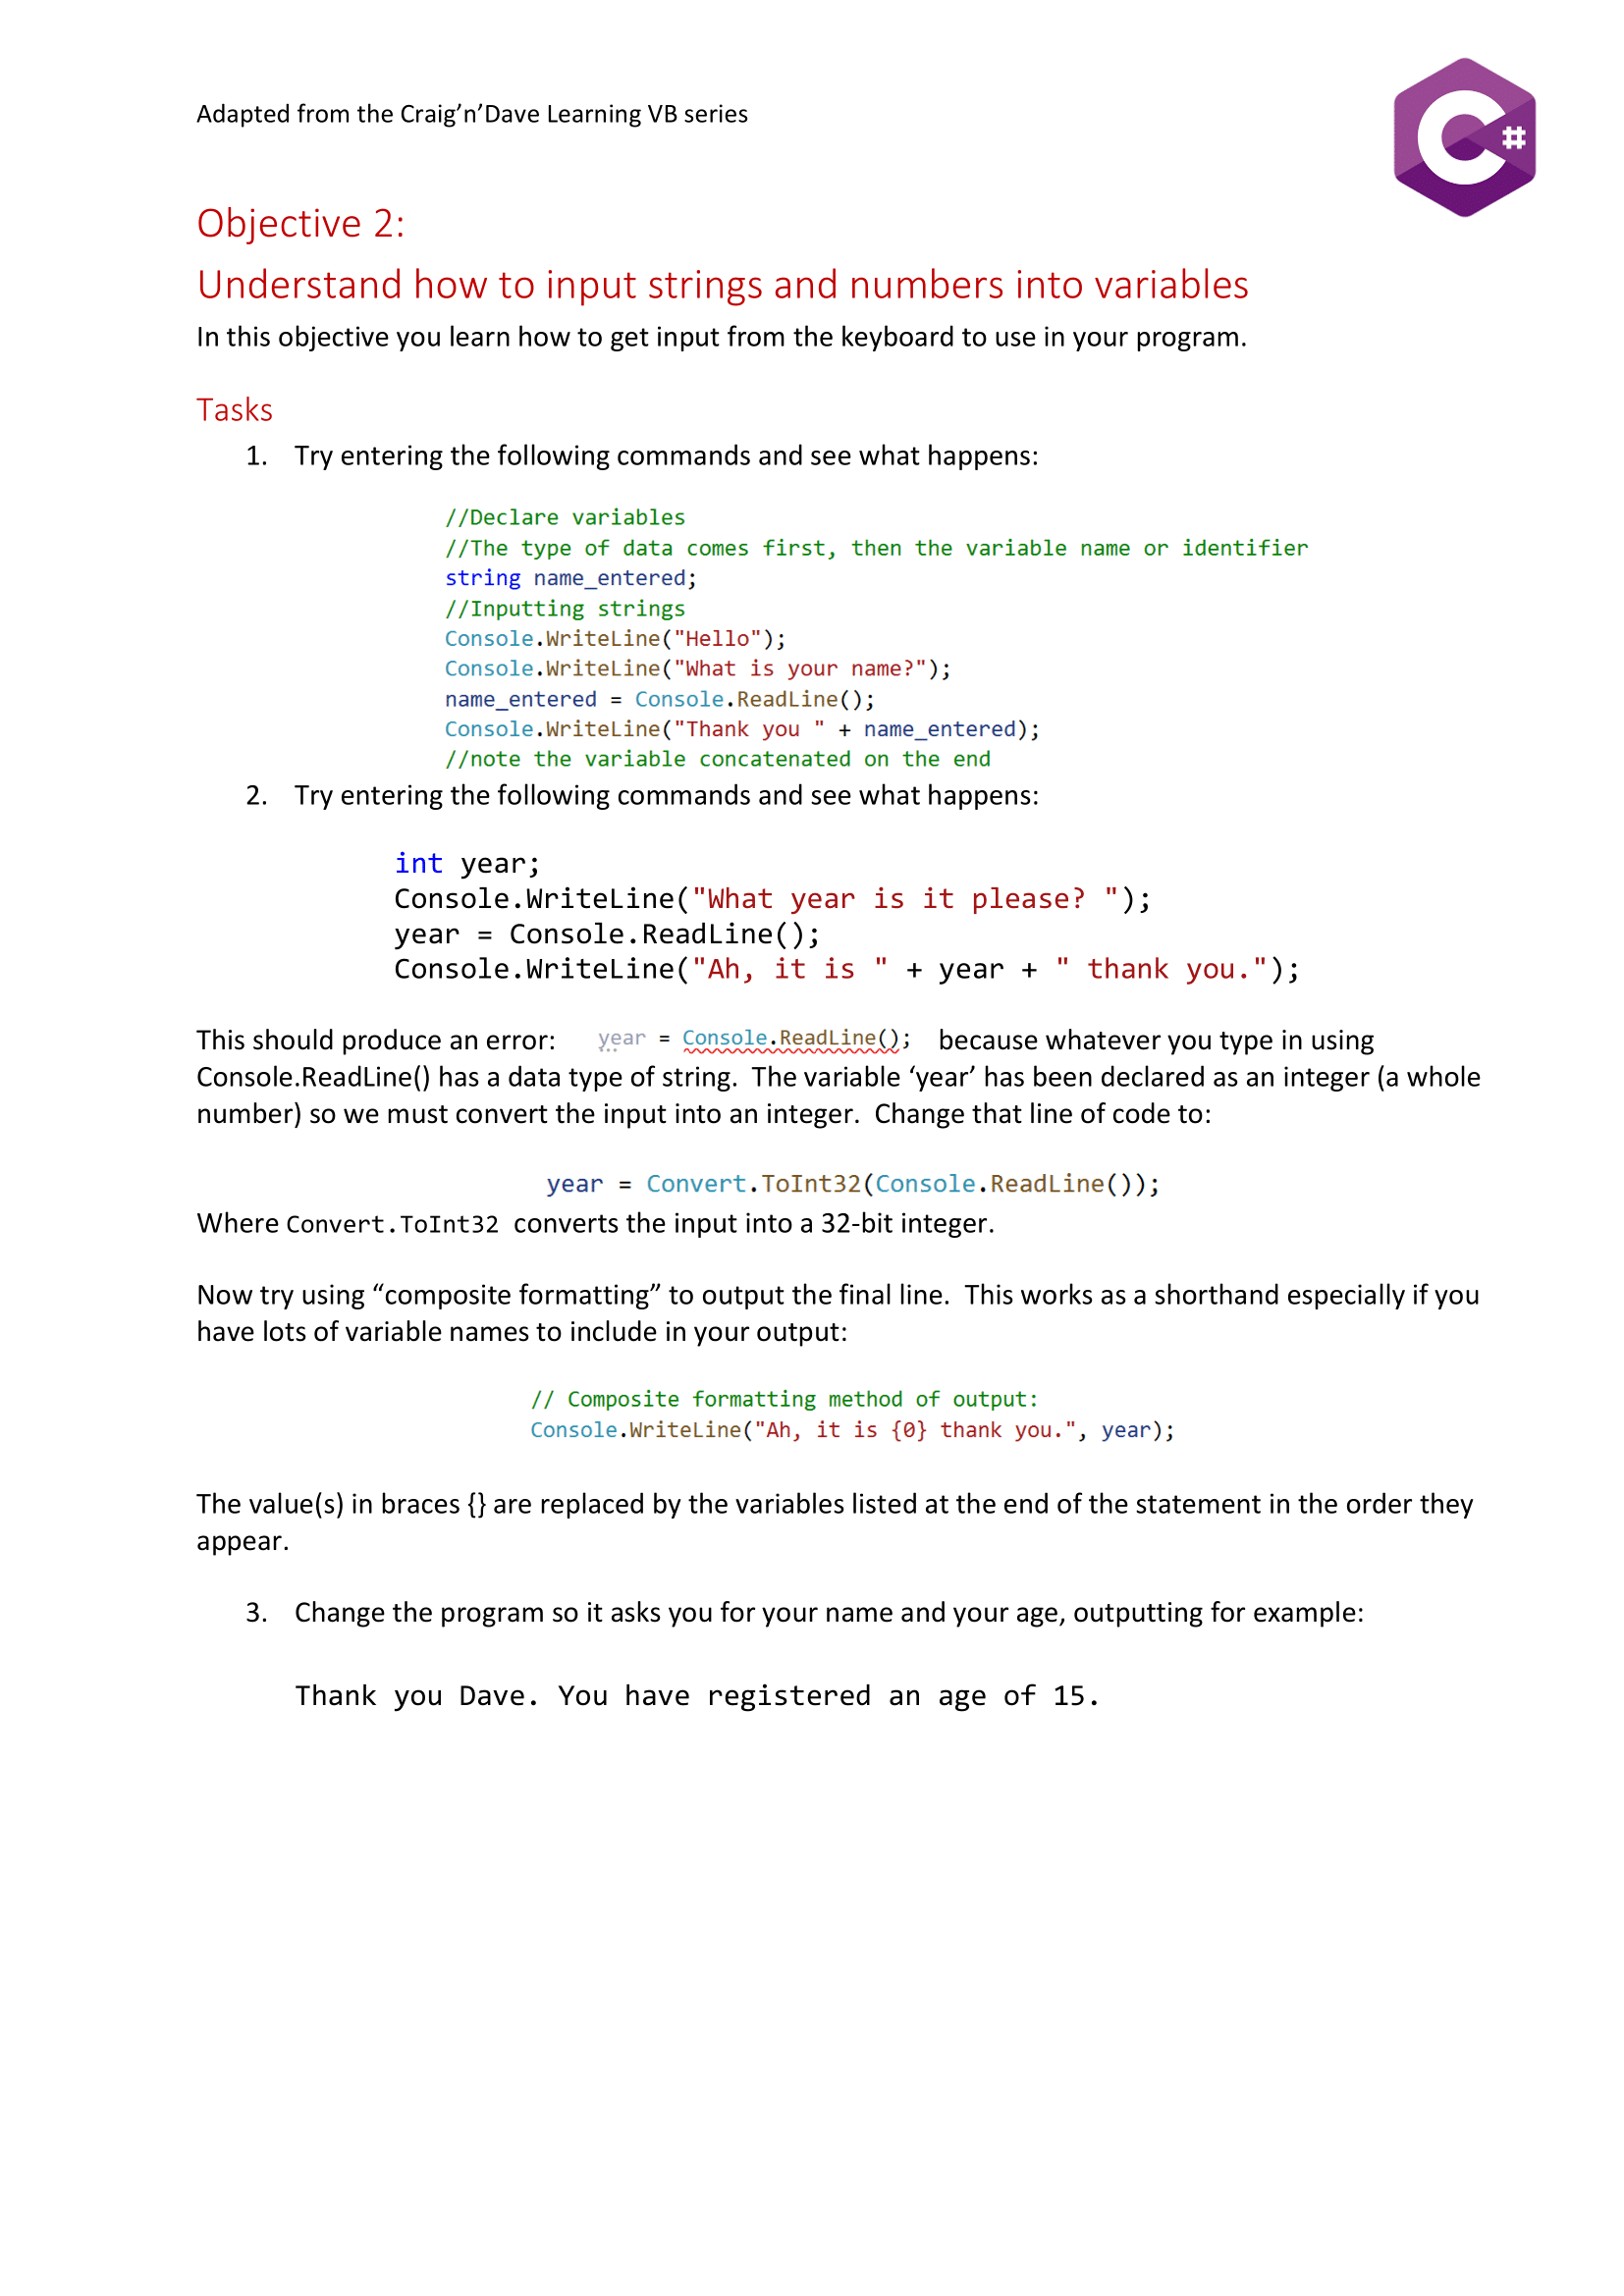 Adapted from the Craig’n’Dave Learning VB series
C#
Objective 2:
Understand how to input strings and numbers into variables
In this objective you learn how to get input from the keyboard to use in your program.
Tasks
1. Try entering the following commands and see what happens:
//Declare variables
//The type of data comes first, then the variable name or identifier
string name_entered;
//Inputting strings
Console.WriteLine("Hello");
Console.WriteLine("What is your name?");
name_entered = Console.ReadLine();
Console.WriteLine("Thank you " + name_entered);
//note the variable concatenated on the end
2. Try entering the following commands and see what happens:
int year;
Console.WriteLine("What year is it please? ");
year = Console.ReadLine();
Console.WriteLine("Ah, it is " + year + " thank you.");
This should produce an error: year = Console.ReadLine(); because whatever you type in using
Console.ReadLine() has a data type of string. The variable ‘year’ has been declared as an integer (a whole
number) so we must convert the input into an integer. Change that line of code to:
year = Convert.ToInt32(Console.ReadLine());
Where Convert.ToInt32 converts the input into a 32-bit integer.
Now try using “composite formatting” to output the final line. This works as a shorthand especially if you
have lots of variable names to include in your output:
// Composite formatting method of output:
Console.WriteLine("Ah, it is {0} thank you.", year);
The value(s) in braces {} are replaced by the variables listed at the end of the statement in the order they
appear.
3. Change the program so it asks you for your name and your age, outputting for example:
Thank you Dave. You have registered an age of 15.